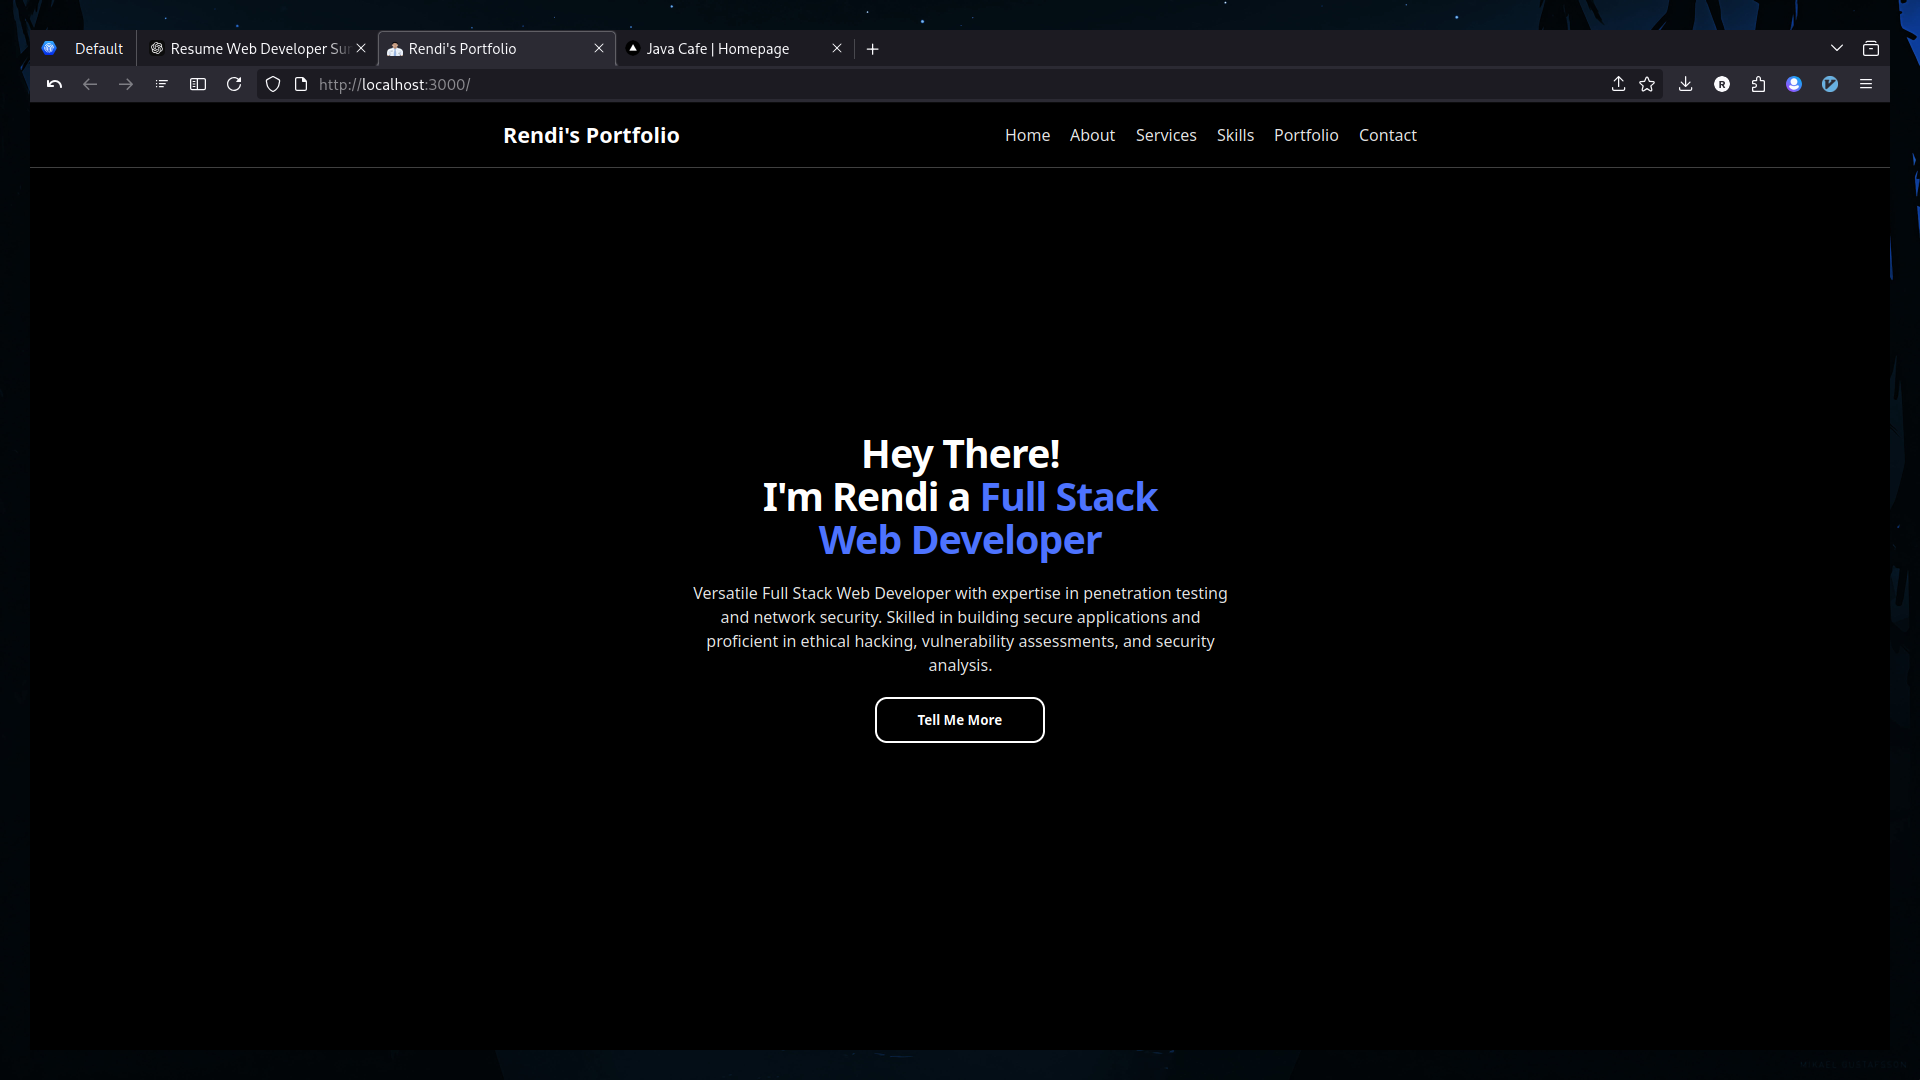 Default
Resume Web Developer Su
Rendi's Portfolio
Java Cafe | Homepage
http://localhost:3000/
R
Rendi's Portfolio
Home
About
Services
Skills
Portfolio
Contact
Hey There!
I'm Rendi a Full Stack
Web Developer
Versatile Full Stack Web Developer with expertise in penetration testing
and network security. Skilled in building secure applications and
proficient in ethical hacking, vulnerability assessments, and security
analysis.
Tell Me More